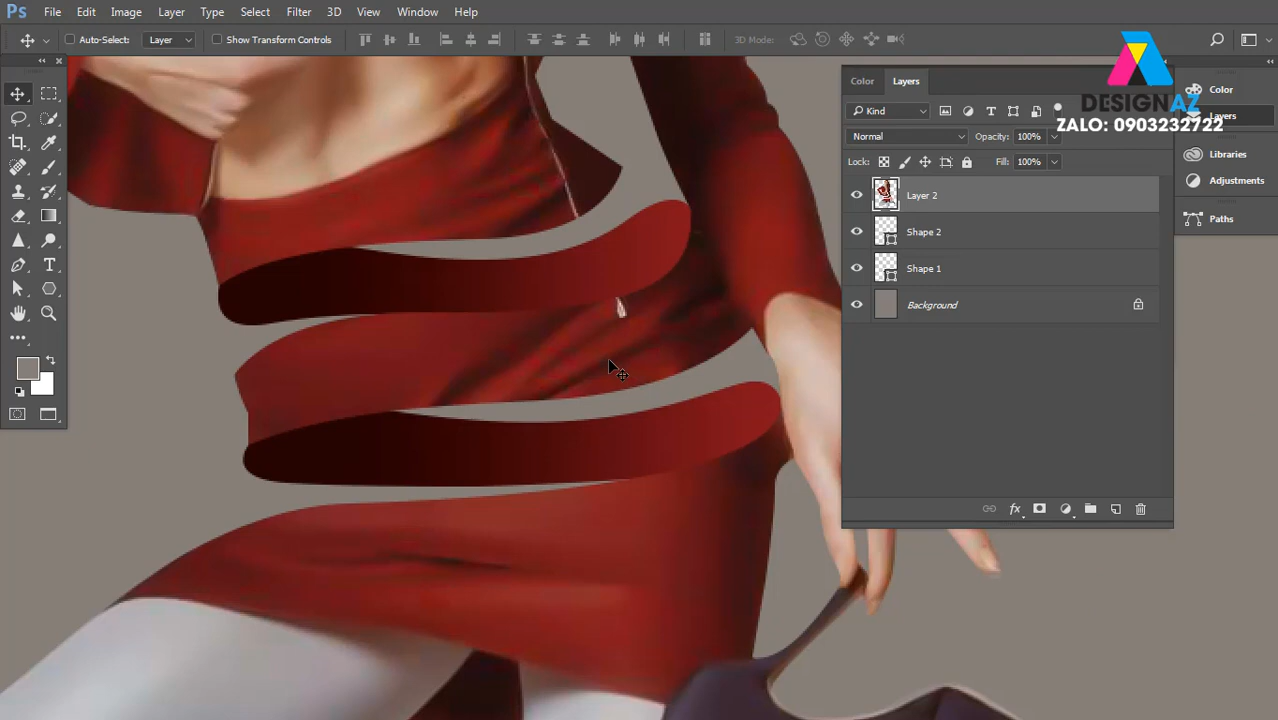 Ps File Edit Image Layer Type Select Filter 3D View Window Help
Auto-Select: Layer Show Transform Controls 3D Mode:
Color Layers
Kind
Normal Opacity: 100%
Lock: Fill: 100%
Layer 2
Shape 2
Shape 1
Background
Color
Layers
Libraries
Adjustments
Paths
DESIGNAZ
ZALO: 0903232722
T